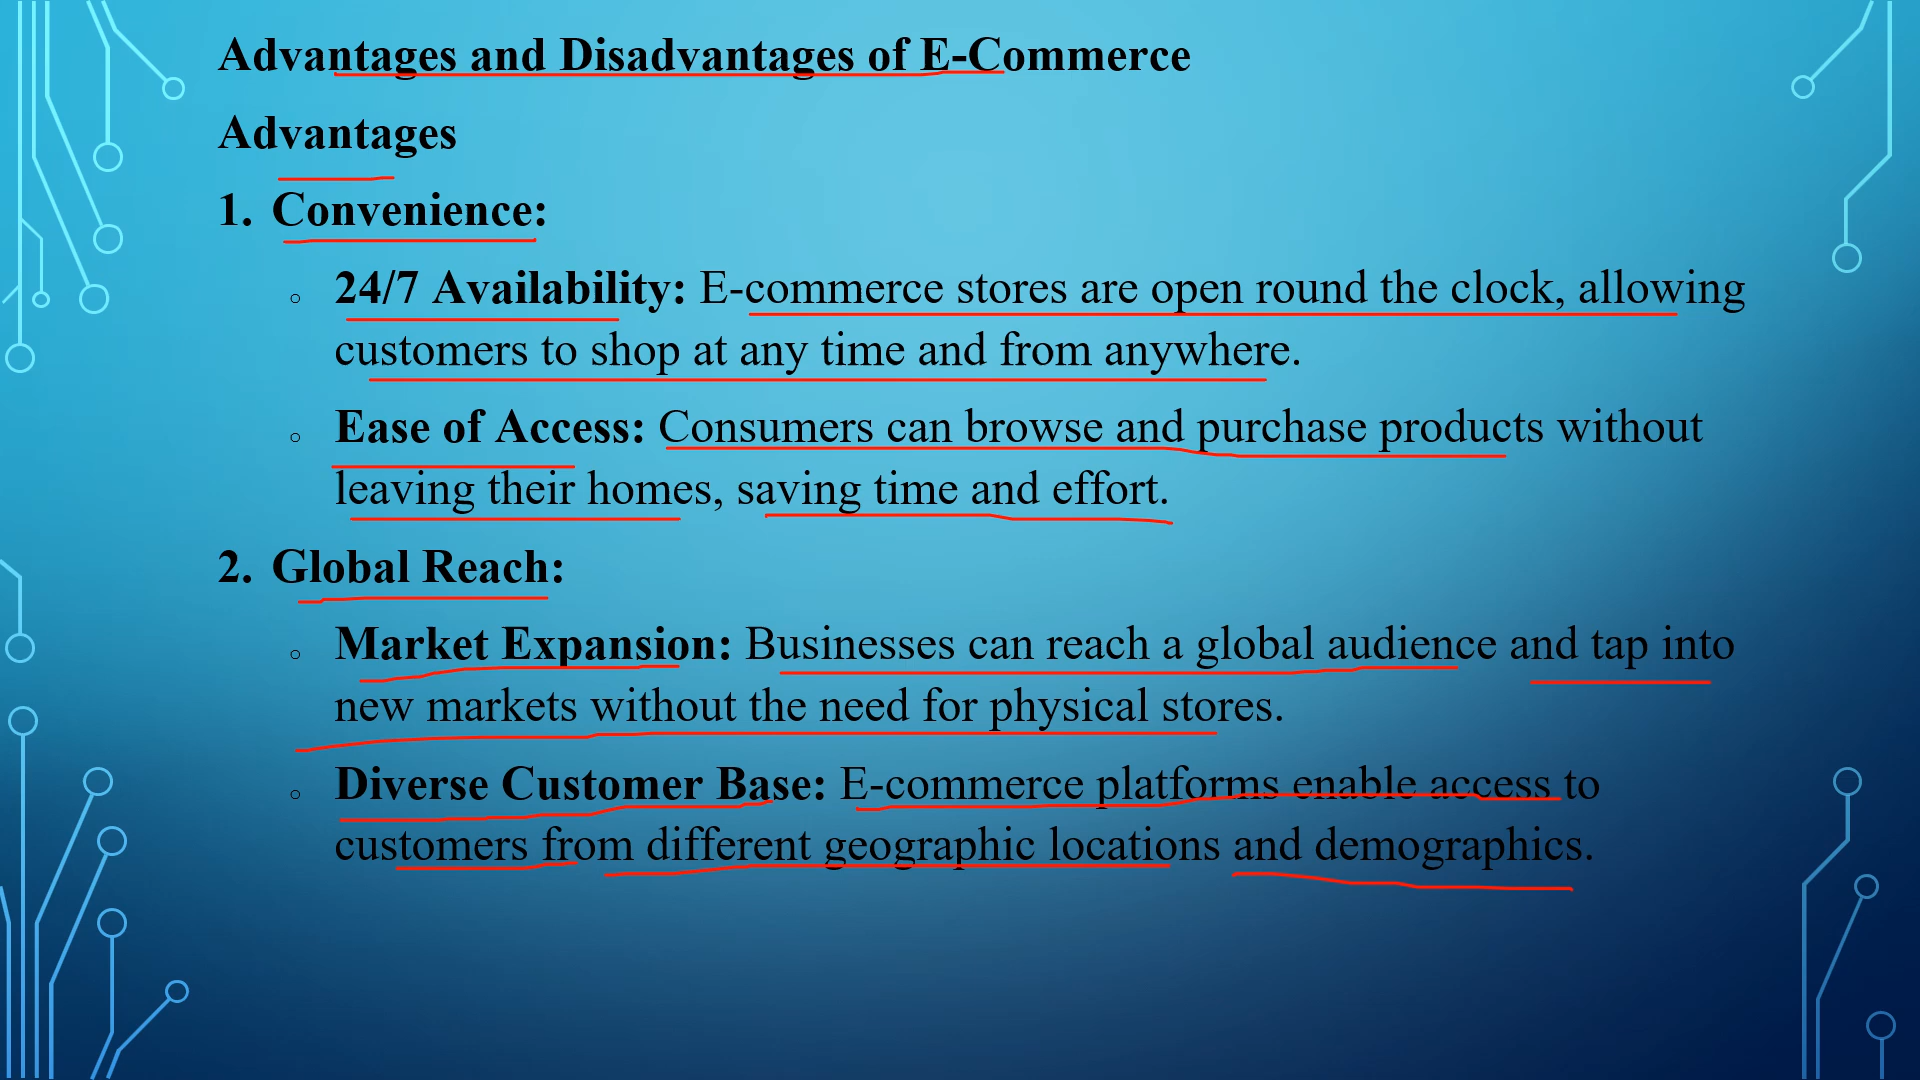 Advantages and Disadvantages of E-Commerce
Advantages
1. Convenience:
○ 24/7 Availability: E-commerce stores are open round the clock, allowing
customers to shop at any time and from anywhere.
○ Ease of Access: Consumers can browse and purchase products without
leaving their homes, saving time and effort.
2. Global Reach:
○ Market Expansion: Businesses can reach a global audience and tap into
new markets without the need for physical stores.
○ Diverse Customer Base: E-commerce platforms enable access to
customers from different geographic locations and demographics.